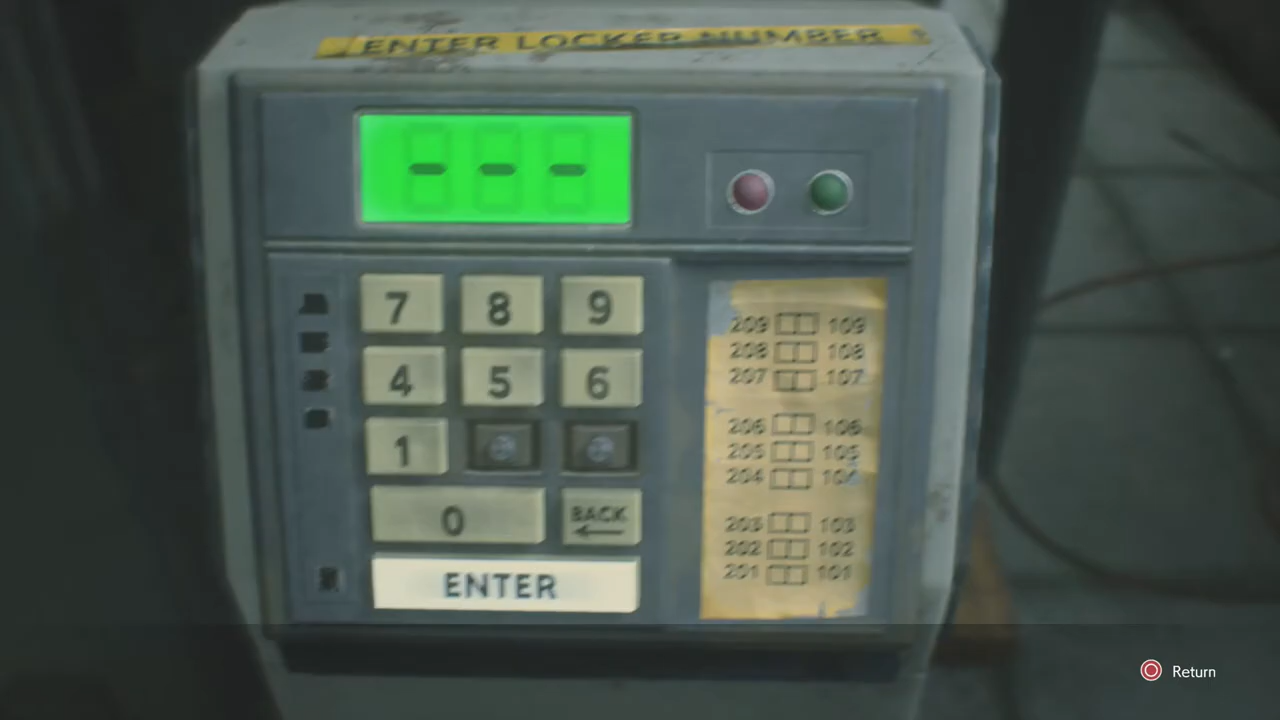 ENTER LOCKER NUMBER
- - -
7 8 9
4 5 6
1
0 BACK
ENTER
209 109
208 108
207 107
206 106
205 105
204 104
203 103
202 102
201 101
Return